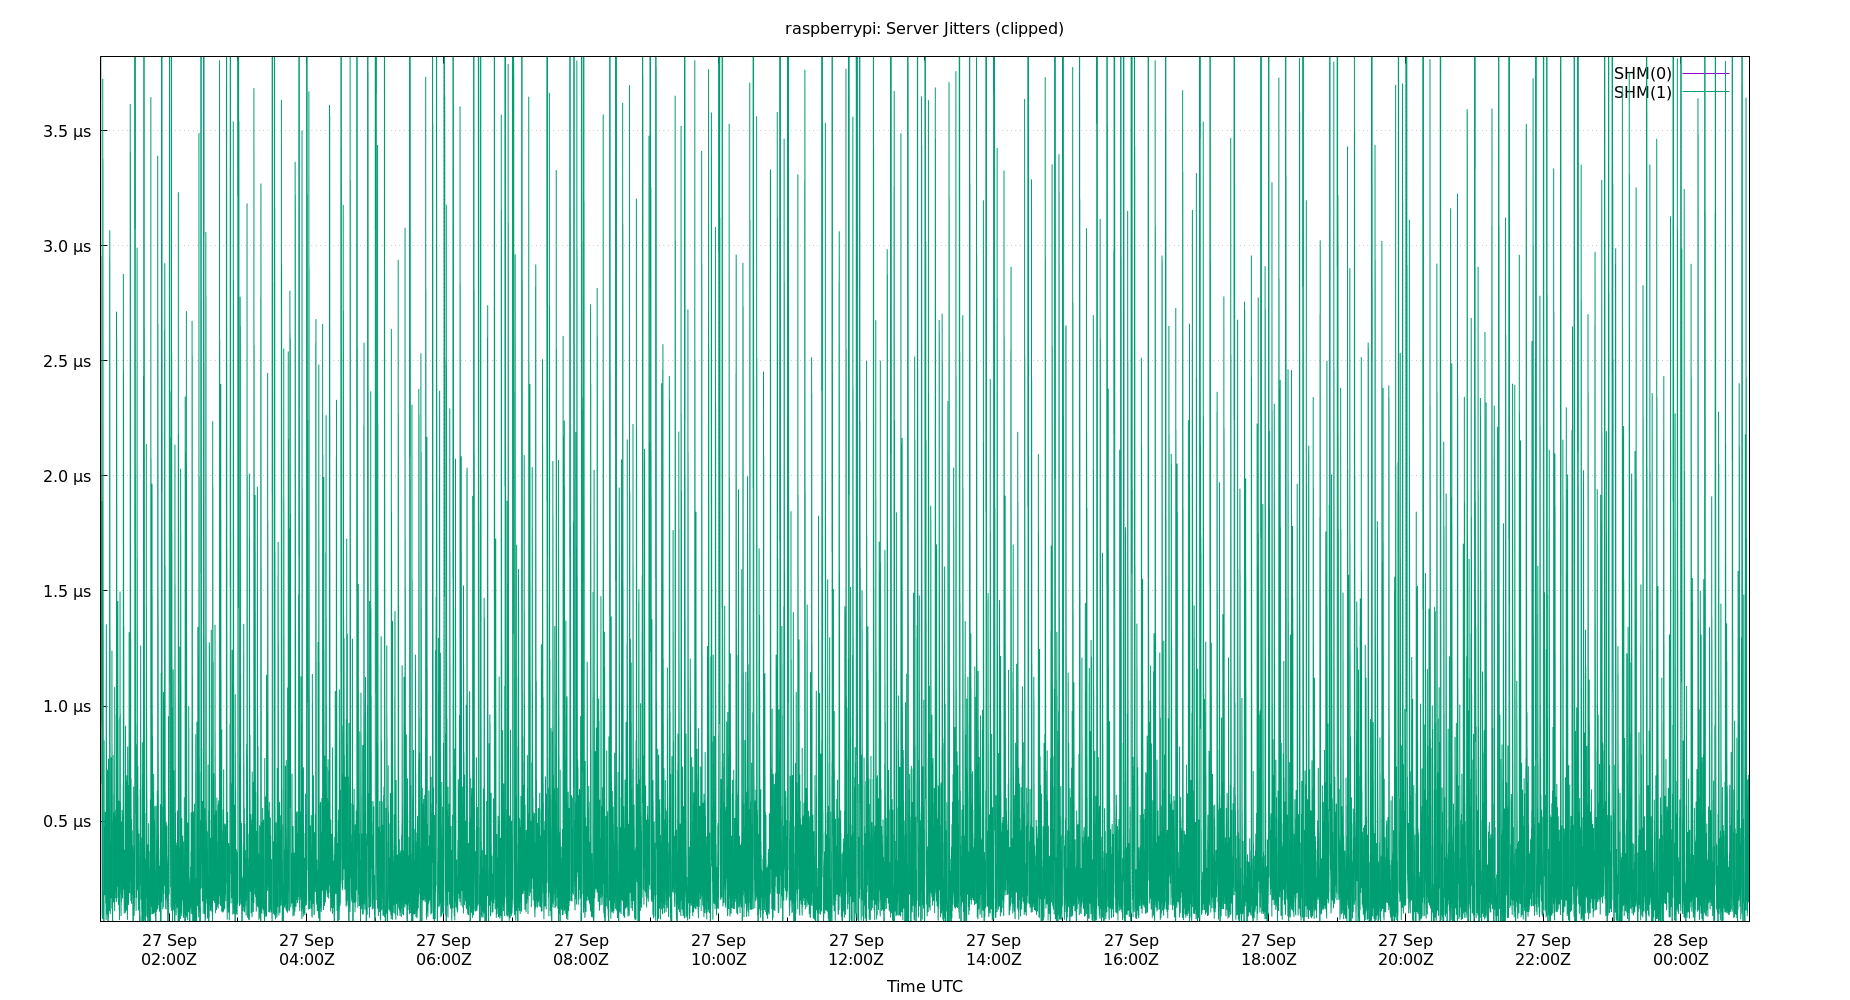 raspberrypi: Server Jitters (clipped)
SHM(0)
SHM(1)
3.5 µs
3.0 µs
2.5 µs
2.0 µs
1.5 µs
1.0 µs
0.5 µs
27 Sep 27 Sep 27 Sep 27 Sep 27 Sep 27 Sep 27 Sep 27 Sep 27 Sep 27 Sep 27 Sep 28 Sep
02:00Z 04:00Z 06:00Z 08:00Z 10:00Z 12:00Z 14:00Z 16:00Z 18:00Z 20:00Z 22:00Z 00:00Z
Time UTC